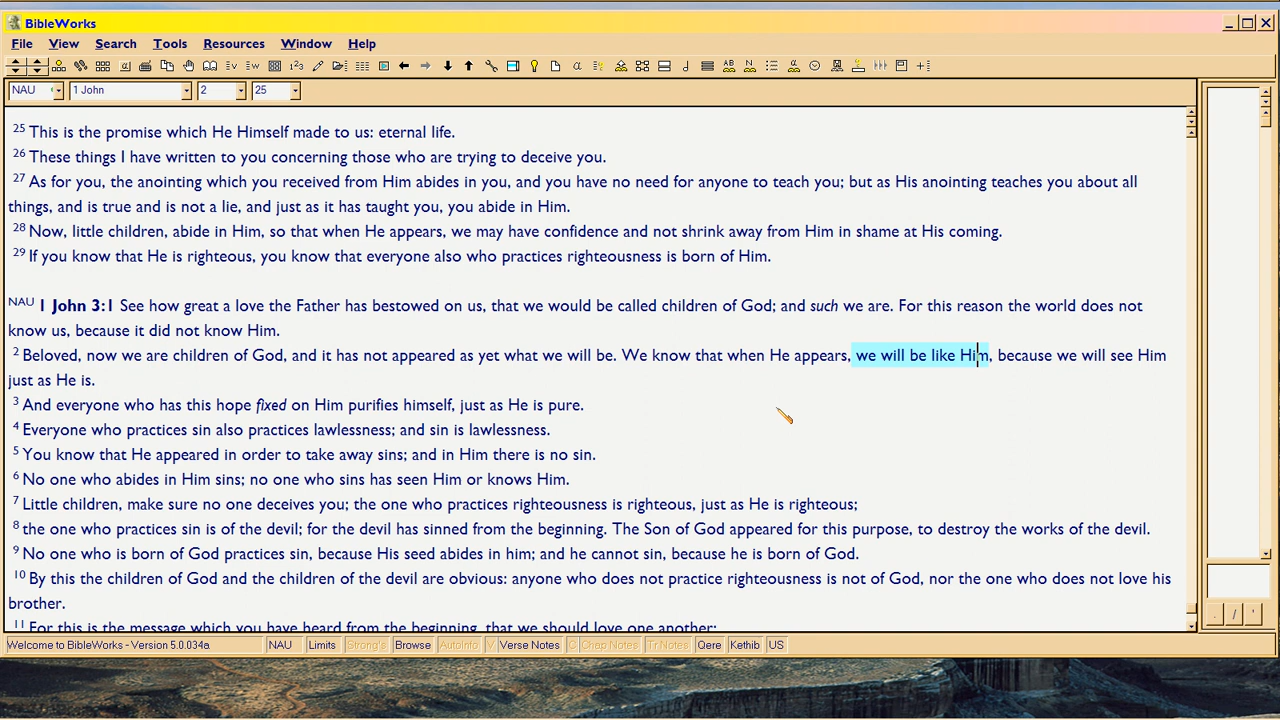 BibleWorks
File View Search Tools Resources Window Help
NAU 1 John 2 25
25 This is the promise which He Himself made to us: eternal life.
26 These things I have written to you concerning those who are trying to deceive you.
27 As for you, the anointing which you received from Him abides in you, and you have no need for anyone to teach you; but as His anointing teaches you about all
things, and is true and is not a lie, and just as it has taught you, you abide in Him.
28 Now, little children, abide in Him, so that when He appears, we may have confidence and not shrink away from Him in shame at His coming.
29 If you know that He is righteous, you know that everyone also who practices righteousness is born of Him.
NAU 1 John 3:1 See how great a love the Father has bestowed on us, that we would be called children of God; and such we are. For this reason the world does not
know us, because it did not know Him.
2 Beloved, now we are children of God, and it has not appeared as yet what we will be. We know that when He appears, we will be like Him, because we will see Him
just as He is.
3 And everyone who has this hope fixed on Him purifies himself, just as He is pure.
4 Everyone who practices sin also practices lawlessness; and sin is lawlessness.
5 You know that He appeared in order to take away sins; and in Him there is no sin.
6 No one who abides in Him sins; no one who sins has seen Him or knows Him.
7 Little children, make sure no one deceives you; the one who practices righteousness is righteous, just as He is righteous;
8 the one who practices sin is of the devil; for the devil has sinned from the beginning. The Son of God appeared for this purpose, to destroy the works of the devil.
9 No one who is born of God practices sin, because His seed abides in him; and he cannot sin, because he is born of God.
10 By this the children of God and the children of the devil are obvious: anyone who does not practice righteousness is not of God, nor the one who does not love his
brother.
11 For this is the message which you have heard from the beginning, that we should love one another;
Welcome to BibleWorks - Version 5.0.034a NAU Limits Strong's Browse Autoinfo V Verse Notes C Chap Notes Tr Notes Qere Kethib US